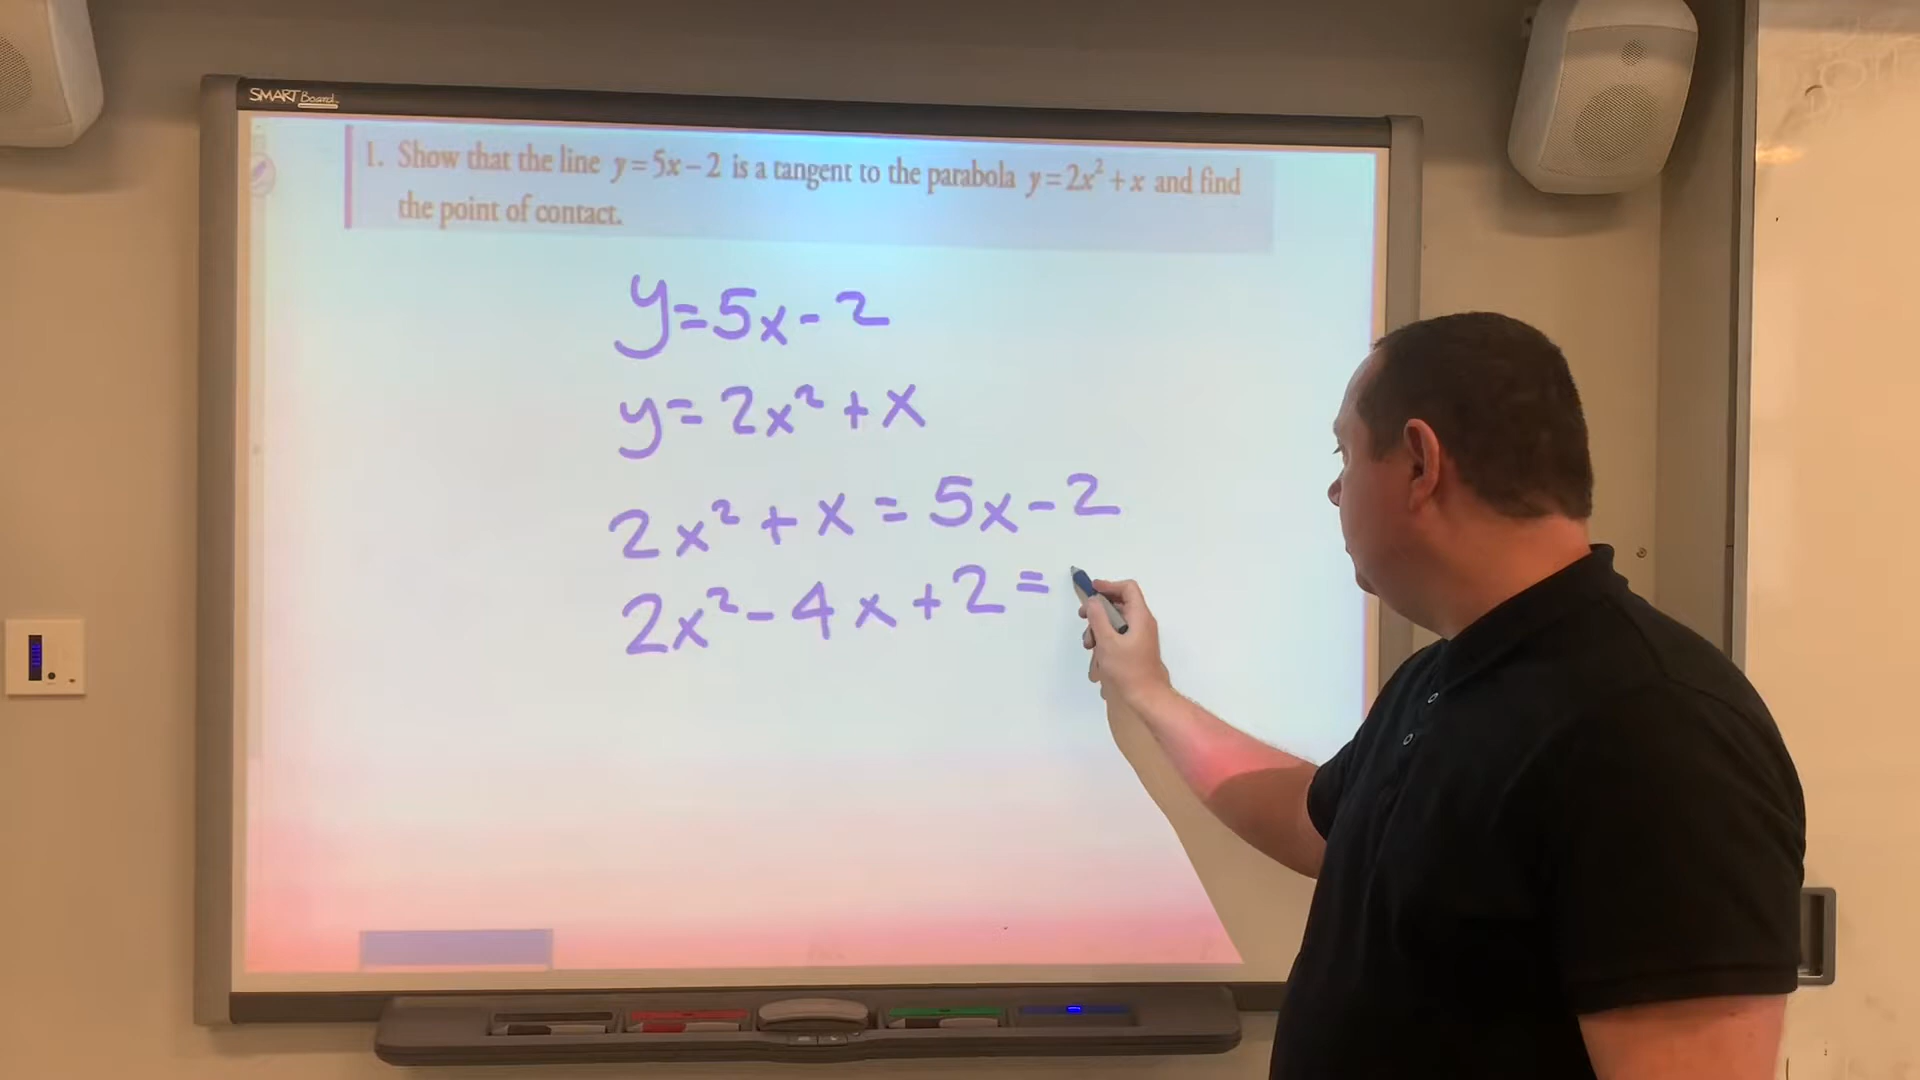 SMART Board
1. Show that the line y=5x-2 is a tangent to the parabola y=2x²+x and find
the point of contact.
y=5x-2
y=2x²+x
2x²+x=5x-2
2x²-4x+2=